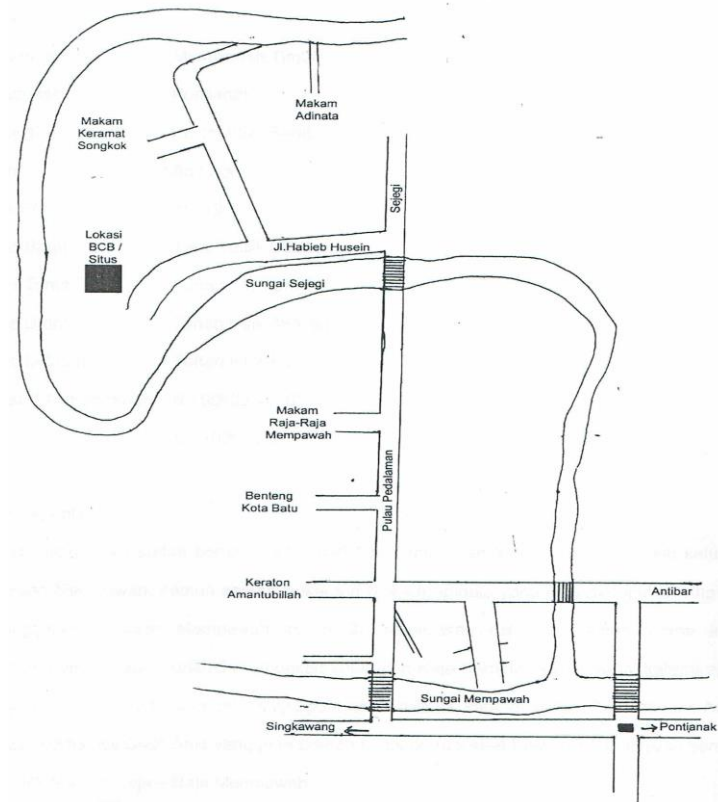 Makam
Adinata
Makam
Keramat
Songkok
Sejegi
Lokasi
BCB /
Situs
Jl.Habieb Husein
Sungai Sejegi
Makam
Raja-Raja
Mempawah
Pulau Pedalaman
Benteng
Kota Batu
Keraton
Amantubillah
Antibar
Sungai Mempawah
Singkawang
Pontijanak